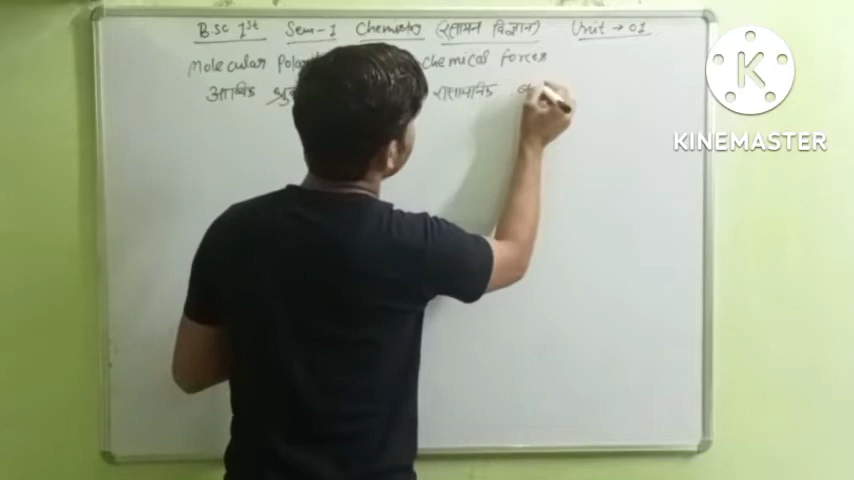 B.sc 1st Sem-1 Chemistry (रसायन विज्ञान) Unit → 01
Molecular chemical forces
आण्विक रासायनिक
K
KINEMASTER